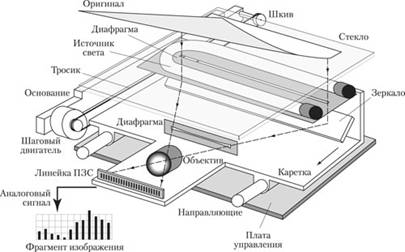 Оригинал
Шкив
Диафрагма
Источник
света
Стекло
Тросик
Основание
Зеркало
Диафрагма
Шаговый
двигатель
Объектив
Линейка ПЗС
Каретка
Аналоговый
сигнал
Направляющие
Плата
управления
Фрагмент изображения